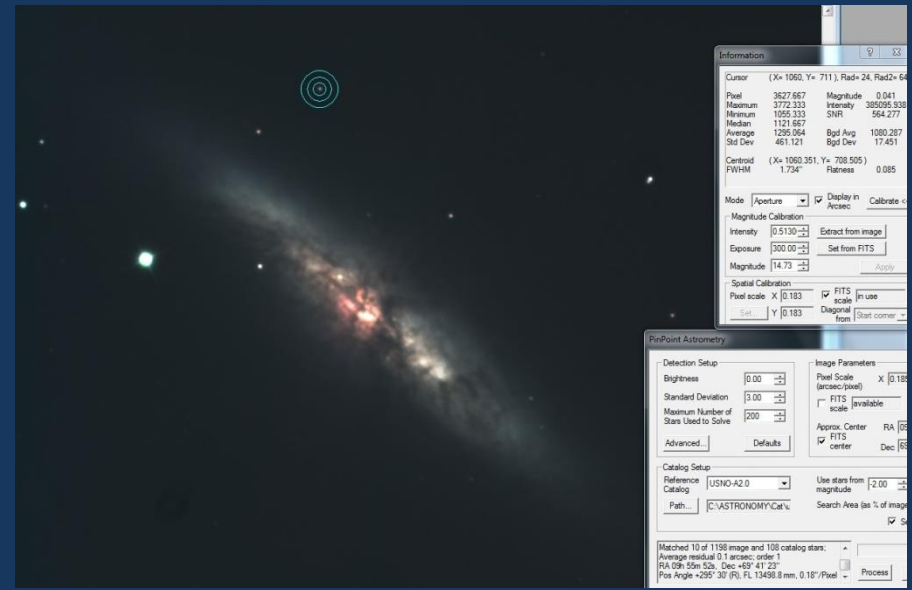 Information
Cursor ( X= 1060, Y= 711 ), Rad= 24, Rad2= 64
Pixel 3627.667 Magnitude 0.041
Maximum 3772.333 Intensity 385095.938
Minimum 1055.333 SNR 564.277
Median 1121.667
Average 1295.064 Bgd Avg 1080.287
Std Dev 461.121 Bgd Dev 17.451
Centroid ( X= 1060.351, Y= 708.505 )
FWHM 1.734" Flatness 0.085
Mode Aperture Display in Arcsec Calibrate <
Magnitude Calibration
Intensity 0.5130 Extract from image
Exposure 300.00 Set from FITS
Magnitude 14.73 Apply
Spatial Calibration
Pixel scale X 0.183 FITS scale in use
Set... Y 0.183 Diagonal from Start corner
PinPoint Astrometry
Detection Setup Image Parameters
Brightness 0.00 Pixel Scale (arcsec/pixel) X 0.185
Standard Deviation 3.00 FITS scale available
Maximum Number of Stars Used to Solve 200
Approx. Center RA 09
FITS center Dec 69
Advanced... Defaults
Catalog Setup
Reference Catalog USNO-A2.0 Use stars from magnitude -2.00
Path... C:\ASTRONOMY\Cat\u Search Area (as % of image
Matched 10 of 1198 image and 108 catalog stars;
Average residual 0.1 arcsec; order 1
RA 09h 55m 52s, Dec +69° 41' 23"
Pos Angle +295° 30' (R), FL 13498.8 mm, 0.18"/Pixel Process